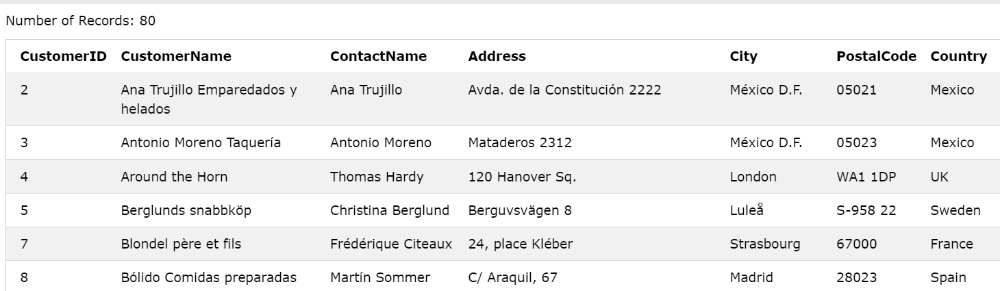 Number of Records: 80
CustomerID CustomerName ContactName Address City PostalCode Country
2 Ana Trujillo Emparedados y Ana Trujillo Avda. de la Constitución 2222 México D.F. 05021 Mexico
helados
3 Antonio Moreno Taquería Antonio Moreno Mataderos 2312 México D.F. 05023 Mexico
4 Around the Horn Thomas Hardy 120 Hanover Sq. London WA1 1DP UK
5 Berglunds snabbköp Christina Berglund Berguvsvägen 8 Luleå S-958 22 Sweden
7 Blondel père et fils Frédérique Citeaux 24, place Kléber Strasbourg 67000 France
8 Bólido Comidas preparadas Martín Sommer C/ Araquil, 67 Madrid 28023 Spain